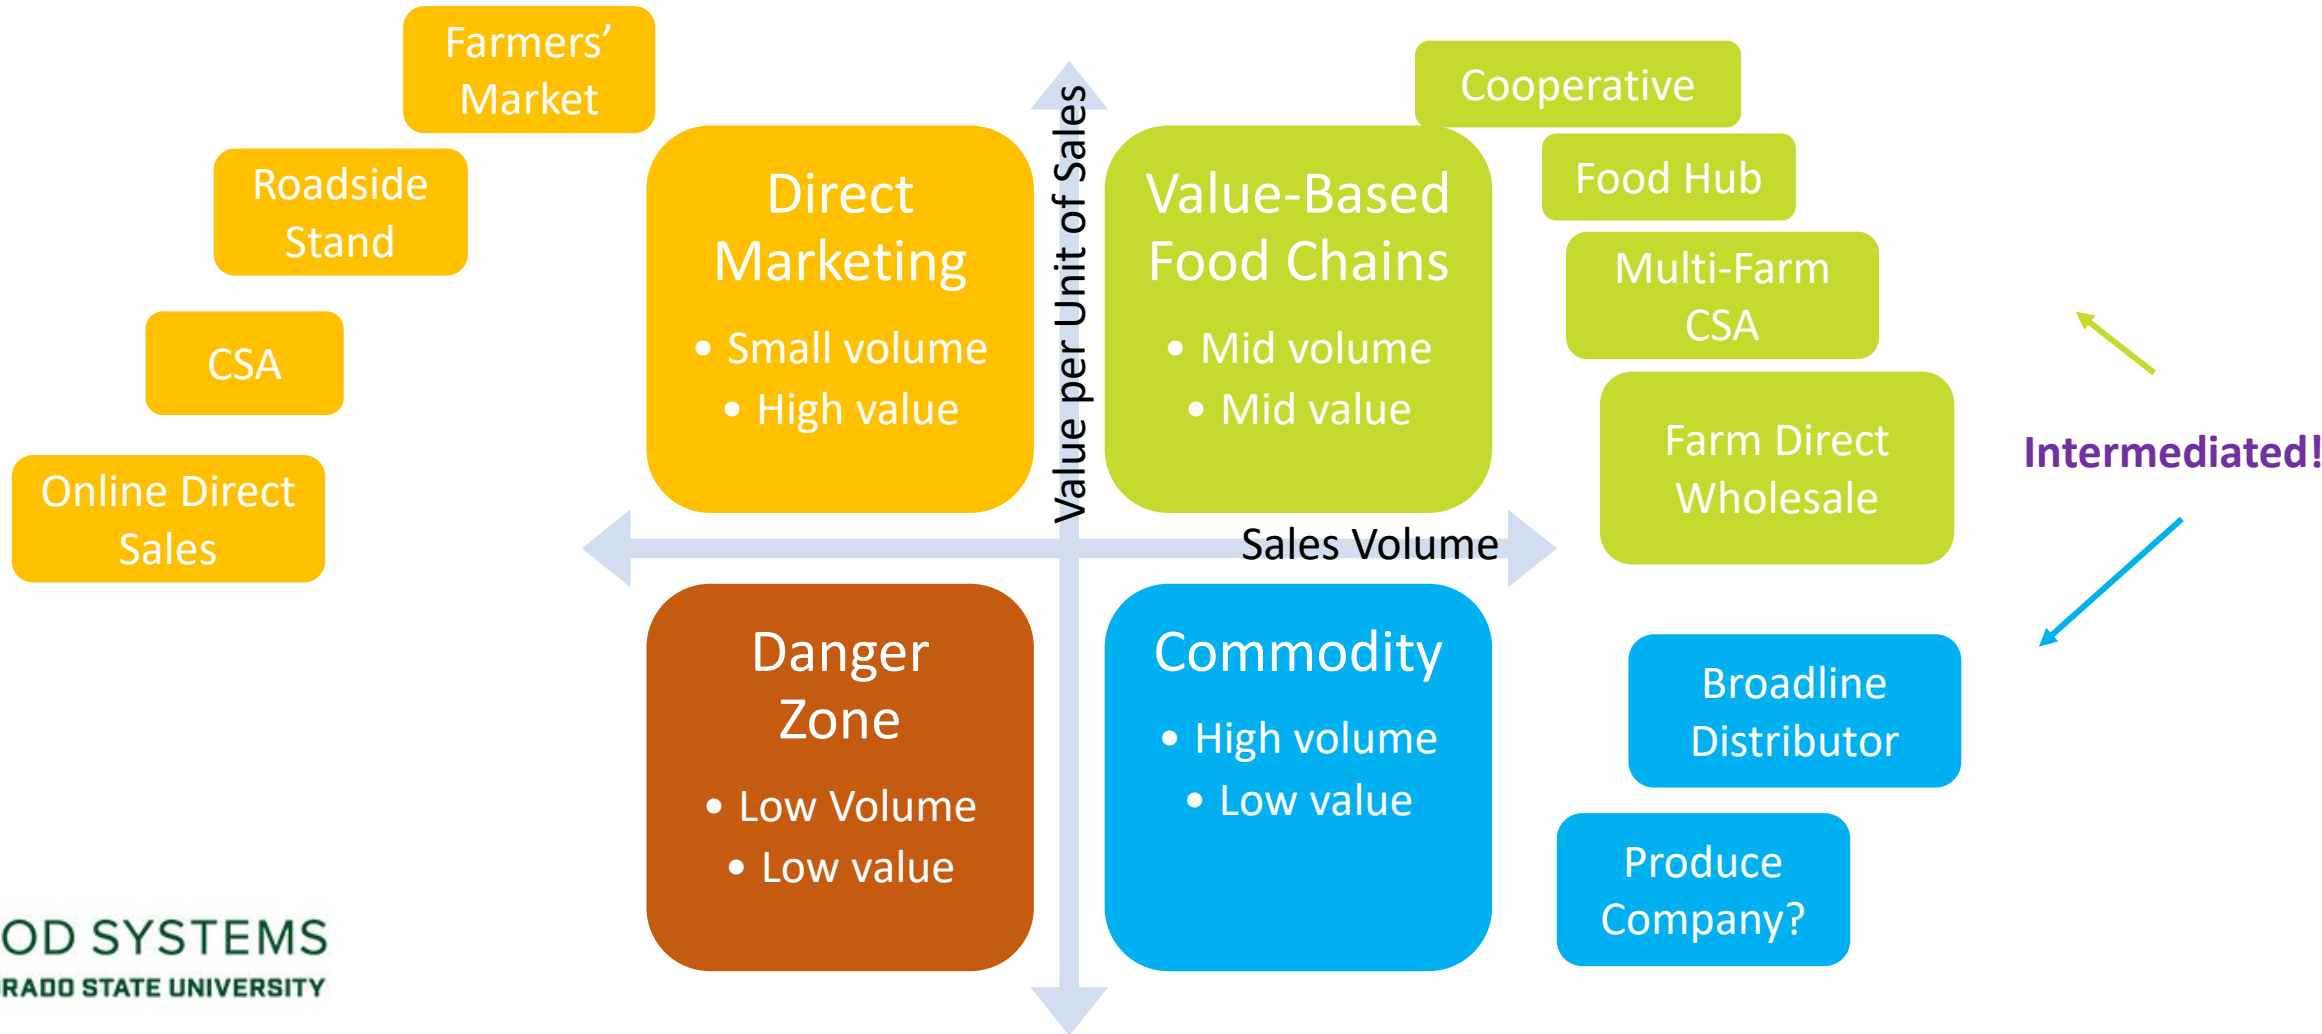 Farmers’
Market
Roadside
Stand
CSA
Online Direct
Sales
Direct
Marketing
• Small volume
• High value
Value per Unit of Sales
Value-Based
Food Chains
• Mid volume
• Mid value
Sales Volume
Cooperative
Food Hub
Multi-Farm
CSA
Farm Direct
Wholesale
Intermediated!
Danger
Zone
• Low Volume
• Low value
Commodity
• High volume
• Low value
Broadline
Distributor
Produce
Company?
OD SYSTEMS
RADO STATE UNIVERSITY